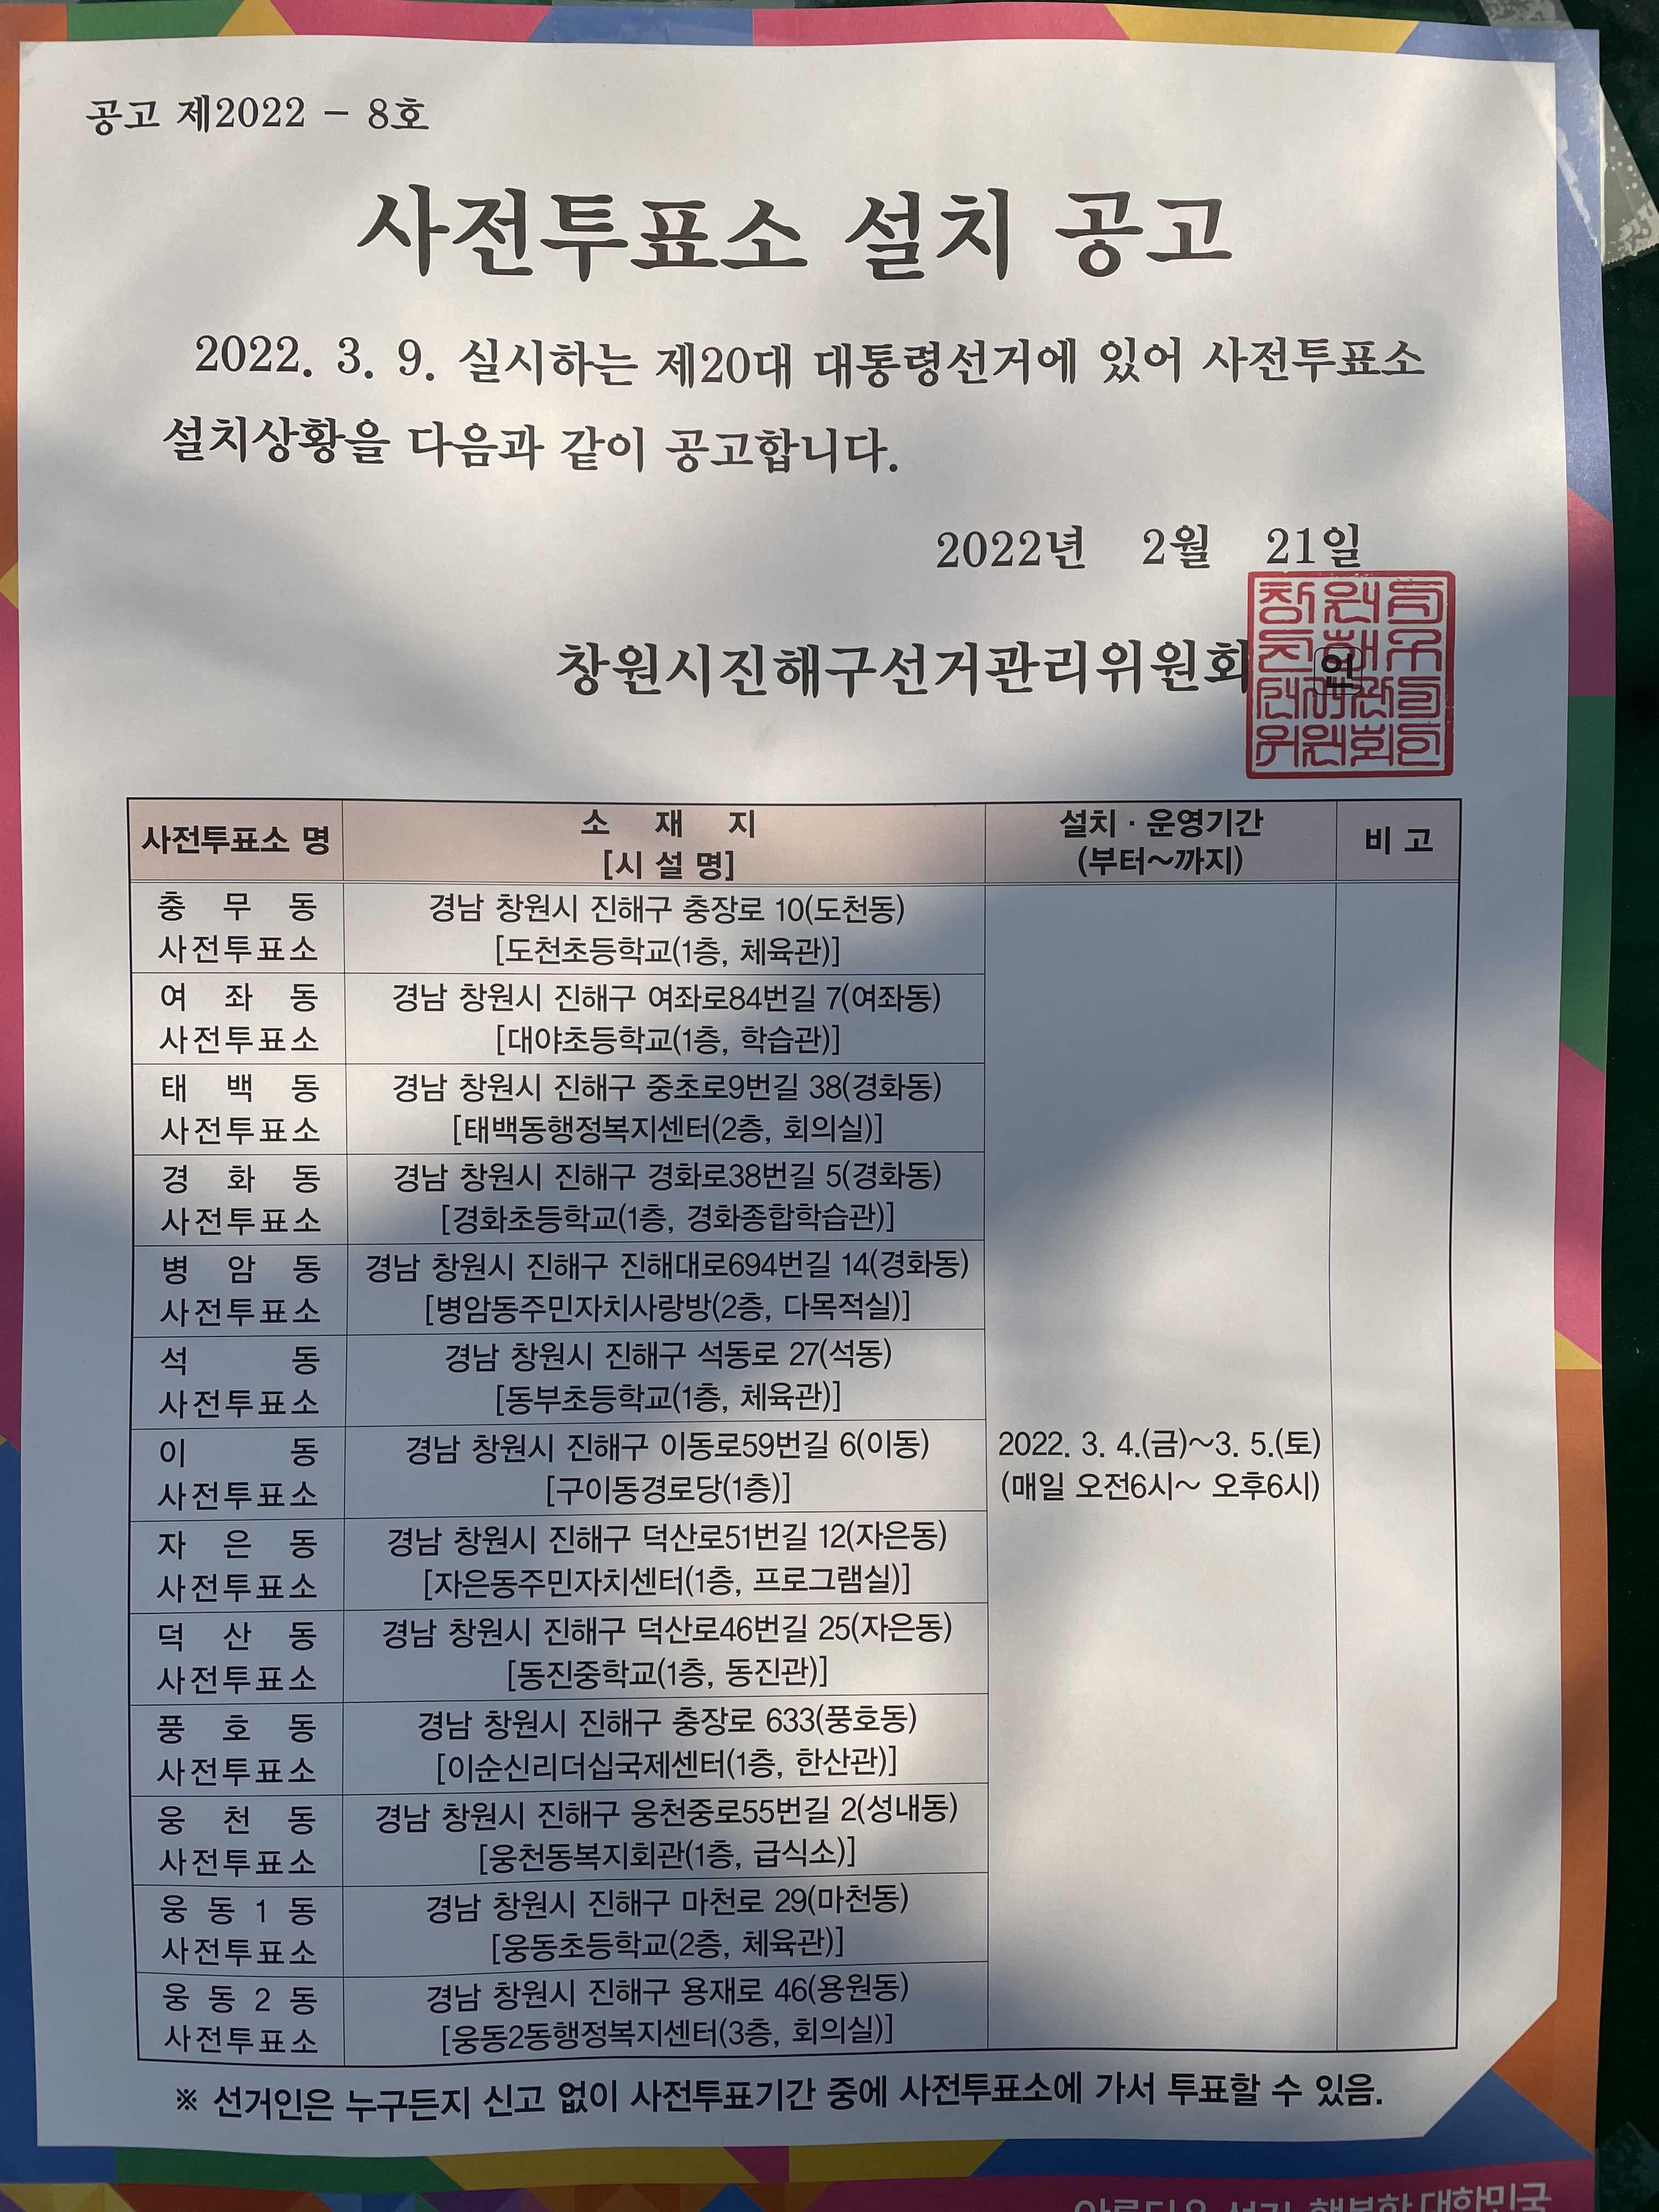 공고 제2022 - 8호
사전투표소 설치 공고
2022. 3. 9. 실시하는 제20대 대통령선거에 있어 사전투표소
설치상황을 다음과 같이 공고합니다.
2022년 2월 21일
창원시진해구선거관리위원회 인
사전투표소 명
소 재 지
[시 설 명]
설치 · 운영기간
(부터~까지)
비 고
충 무 동
사전투표소
경남 창원시 진해구 충장로 10(도천동)
[도천초등학교(1층, 체육관)]
여 좌 동
사전투표소
경남 창원시 진해구 여좌로84번길 7(여좌동)
[대야초등학교(1층, 학습관)]
태 백 동
사전투표소
경남 창원시 진해구 중초로9번길 38(경화동)
[태백동행정복지센터(2층, 회의실)]
경 화 동
사전투표소
경남 창원시 진해구 경화로38번길 5(경화동)
[경화초등학교(1층, 경화종합학습관)]
병 암 동
사전투표소
경남 창원시 진해구 진해대로694번길 14(경화동)
[병암동주민자치사랑방(2층, 다목적실)]
석 동
사전투표소
경남 창원시 진해구 석동로 27(석동)
[동부초등학교(1층, 체육관)]
이 동
사전투표소
경남 창원시 진해구 이동로59번길 6(이동)
[구이동경로당(1층)]
2022. 3. 4.(금)~3. 5.(토)
(매일 오전6시~ 오후6시)
자 은 동
사전투표소
경남 창원시 진해구 덕산로51번길 12(자은동)
[자은동주민자치센터(1층, 프로그램실)]
덕 산 동
사전투표소
경남 창원시 진해구 덕산로46번길 25(자은동)
[동진중학교(1층, 동진관)]
풍 호 동
사전투표소
경남 창원시 진해구 충장로 633(풍호동)
[이순신리더십국제센터(1층, 한산관)]
웅 천 동
사전투표소
경남 창원시 진해구 웅천중로55번길 2(성내동)
[웅천동복지회관(1층, 급식소)]
웅 동 1 동
사전투표소
경남 창원시 진해구 마천로 29(마천동)
[웅동초등학교(2층, 체육관)]
웅 동 2 동
사전투표소
경남 창원시 진해구 용재로 46(용원동)
[웅동2동행정복지센터(3층, 회의실)]
※ 선거인은 누구든지 신고 없이 사전투표기간 중에 사전투표소에 가서 투표할 수 있음.